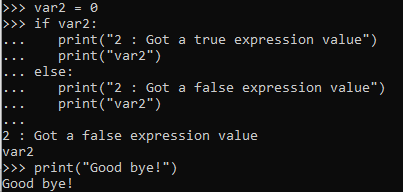 >>> var2 = 0
>>> if var2:
...     print("2 : Got a true expression value")
...     print("var2")
... else:
...     print("2 : Got a false expression value")
...     print("var2")
...
2 : Got a false expression value
var2
>>> print("Good bye!")
Good bye!